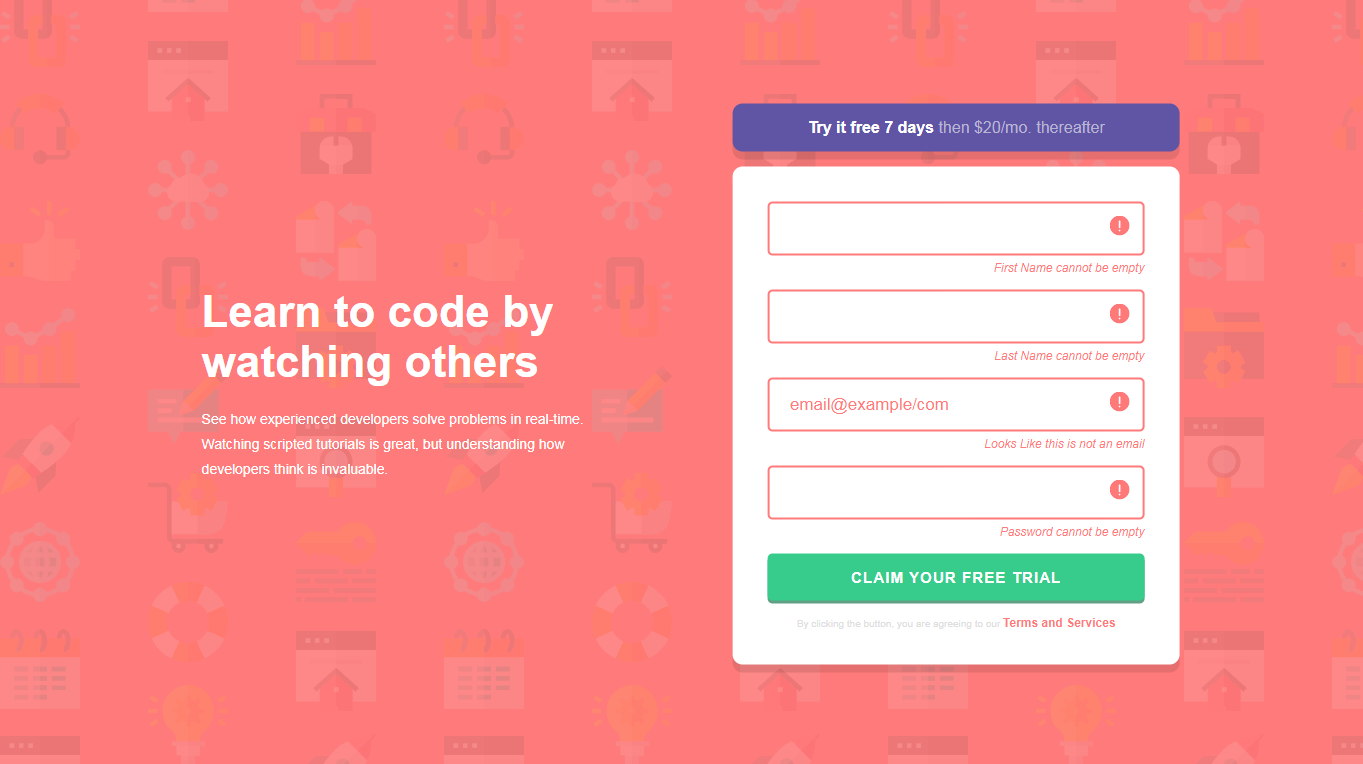 Try it free 7 days then $20/mo. thereafter
First Name cannot be empty
Last Name cannot be empty
Learn to code by
watching others
email@example/com
See how experienced developers solve problems in real-time.
Watching scripted tutorials is great, but understanding how
developers think is invaluable.
Looks Like this is not an email
Password cannot be empty
CLAIM YOUR FREE TRIAL
By clicking the button, you are agreeing to our Terms and Services